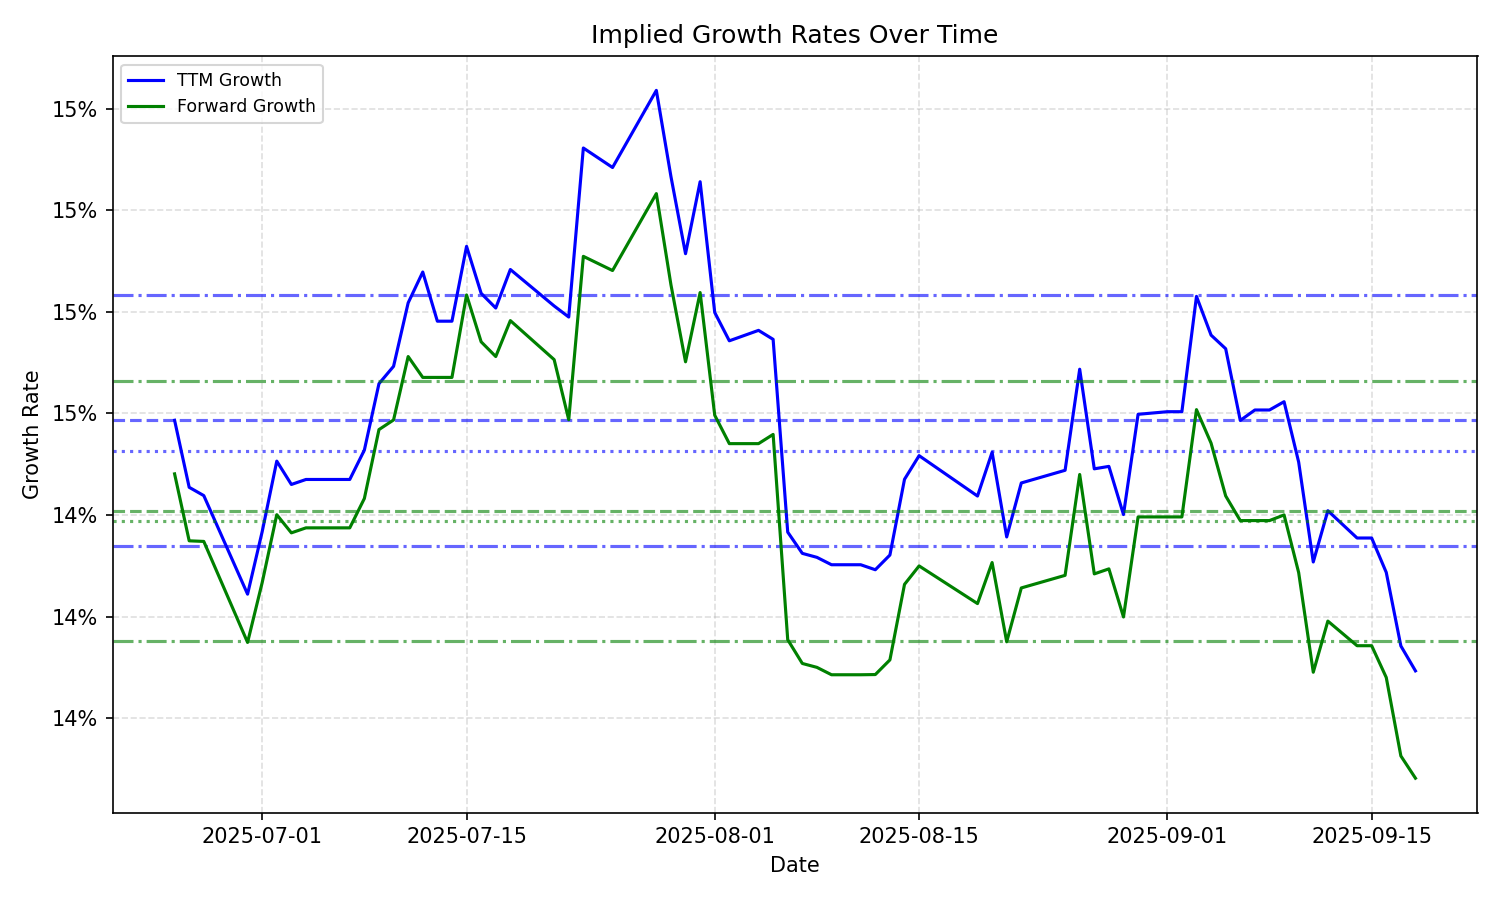 Implied Growth Rates Over Time
TTM Growth
Forward Growth
15%
15%
15%
15%
14%
14%
14%
Growth Rate
2025-07-01
2025-07-15
2025-08-01
2025-08-15
2025-09-01
2025-09-15
Date